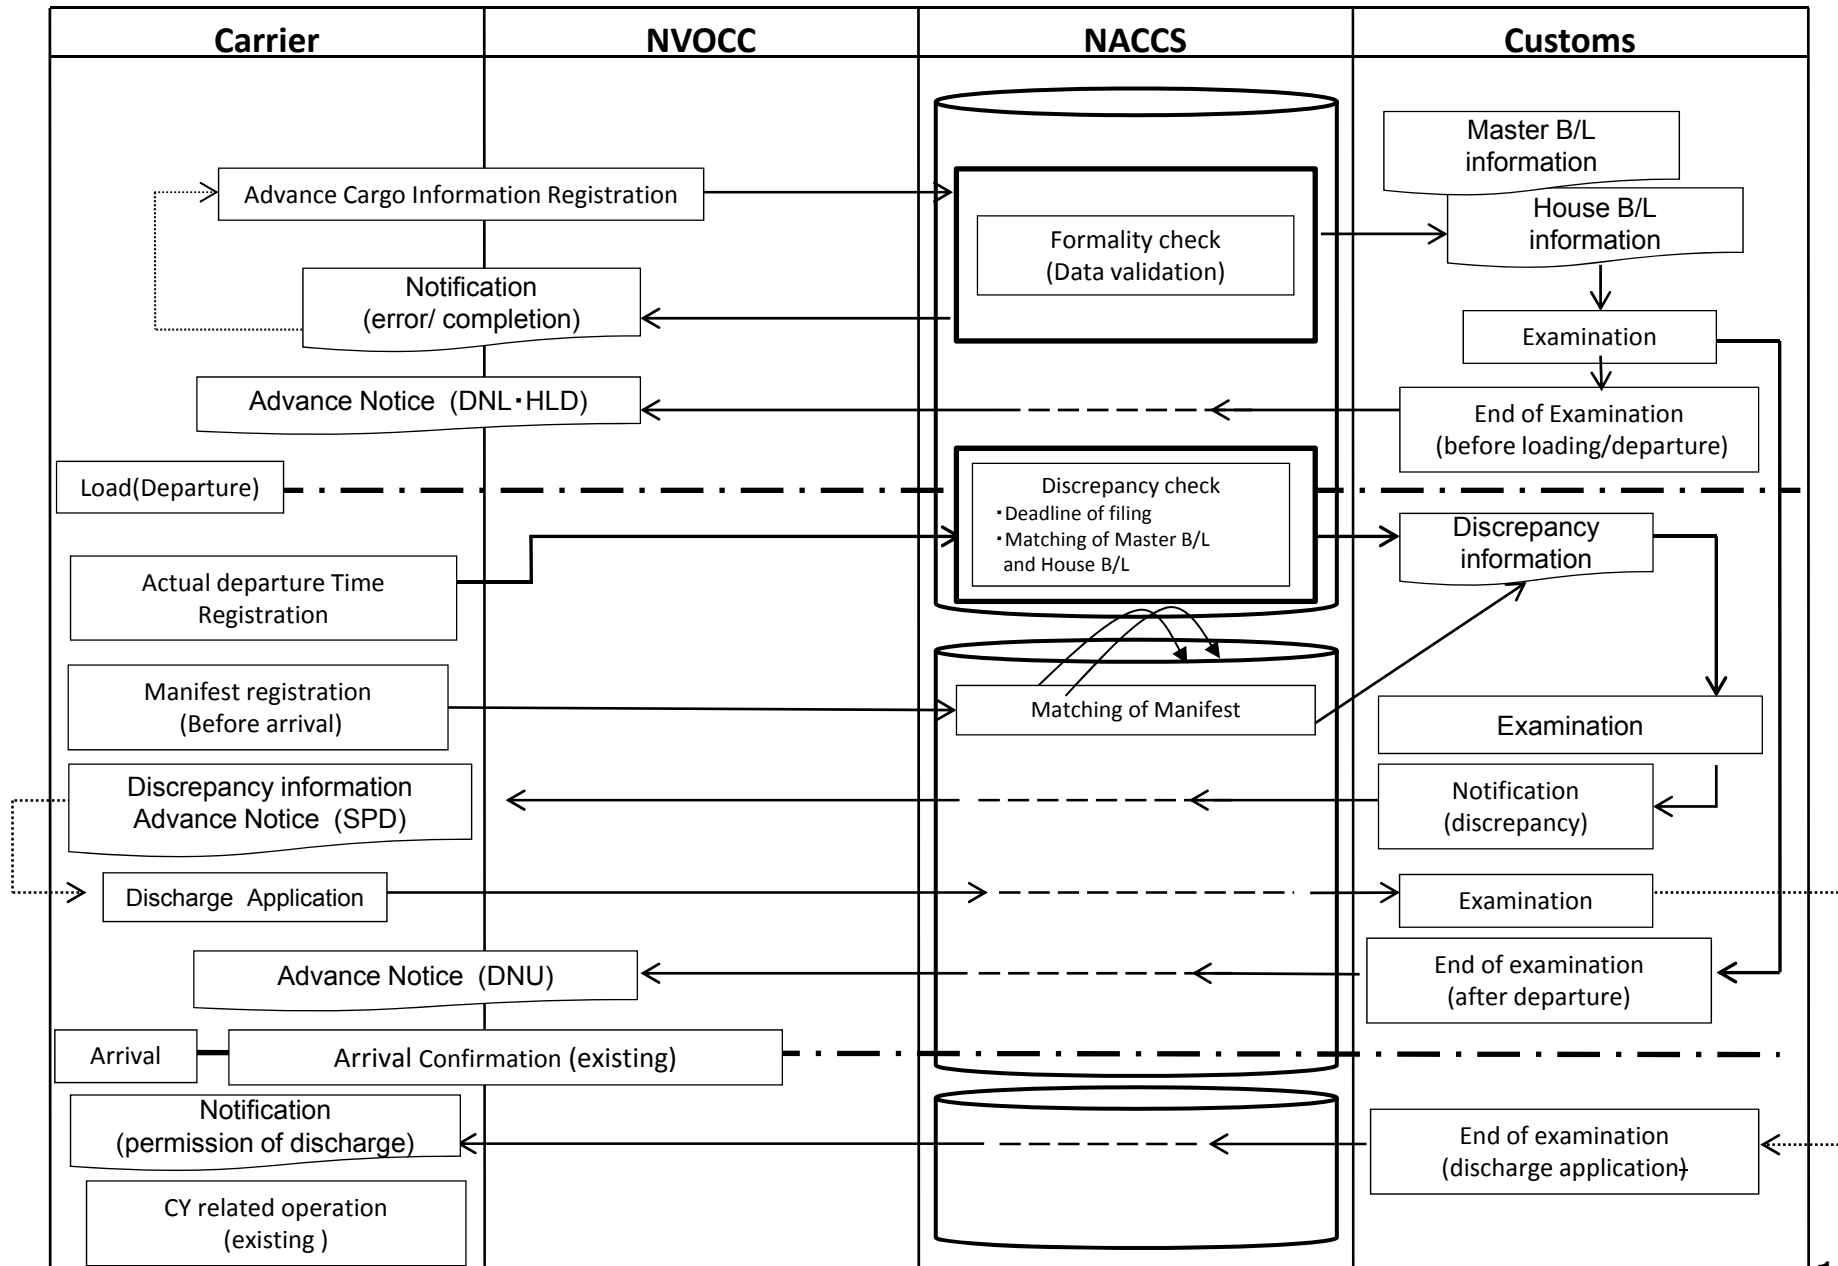 Carrier
NVOCC
NACCS
Customs
Master B/L
information
Advance Cargo Information Registration
House B/L
information
Formality check
(Data validation)
Notification
(error/ completion)
Examination
Advance Notice (DNL・HLD)
End of Examination
(before loading/departure)
Load(Departure)
Discrepancy check
・Deadline of filing
・Matching of Master B/L
and House B/L
Discrepancy
information
Actual departure Time
Registration
Manifest registration
(Before arrival)
Matching of Manifest
Examination
Discrepancy information
Advance Notice (SPD)
Notification
(discrepancy)
Discharge Application
Examination
Advance Notice (DNU)
End of examination
(after departure)
Arrival
Arrival Confirmation (existing)
Notification
(permission of discharge)
End of examination
(discharge application)
CY related operation
(existing )